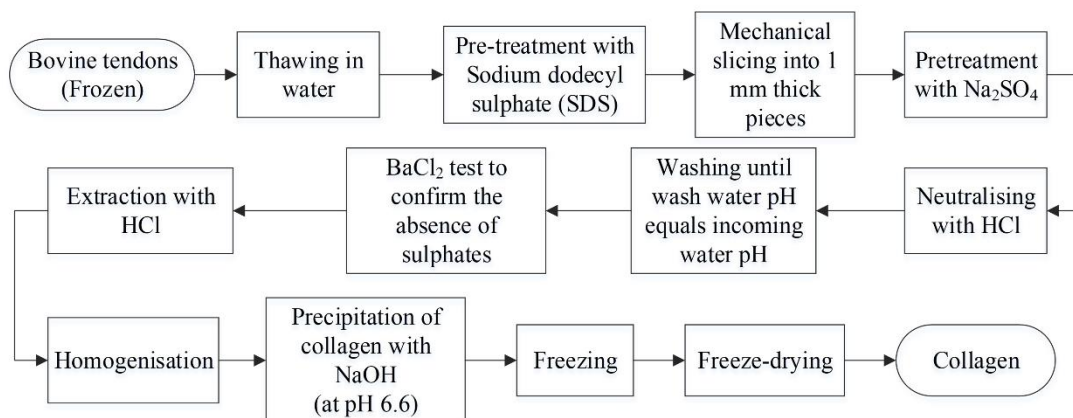 Bovine tendons
(Frozen)
Thawing in
water
Pre-treatment with
Sodium dodecyl
sulphate (SDS)
Mechanical
slicing into 1
mm thick
pieces
Pretreatment
with Na₂SO₄
Neutralising
with HCl
Washing until
wash water pH
equals incoming
water pH
BaCl₂ test to
confirm the
absence of
sulphates
Extraction with
HCl
Homogenisation
Precipitation of
collagen with
NaOH
(at pH 6.6)
Freezing
Freeze-drying
Collagen